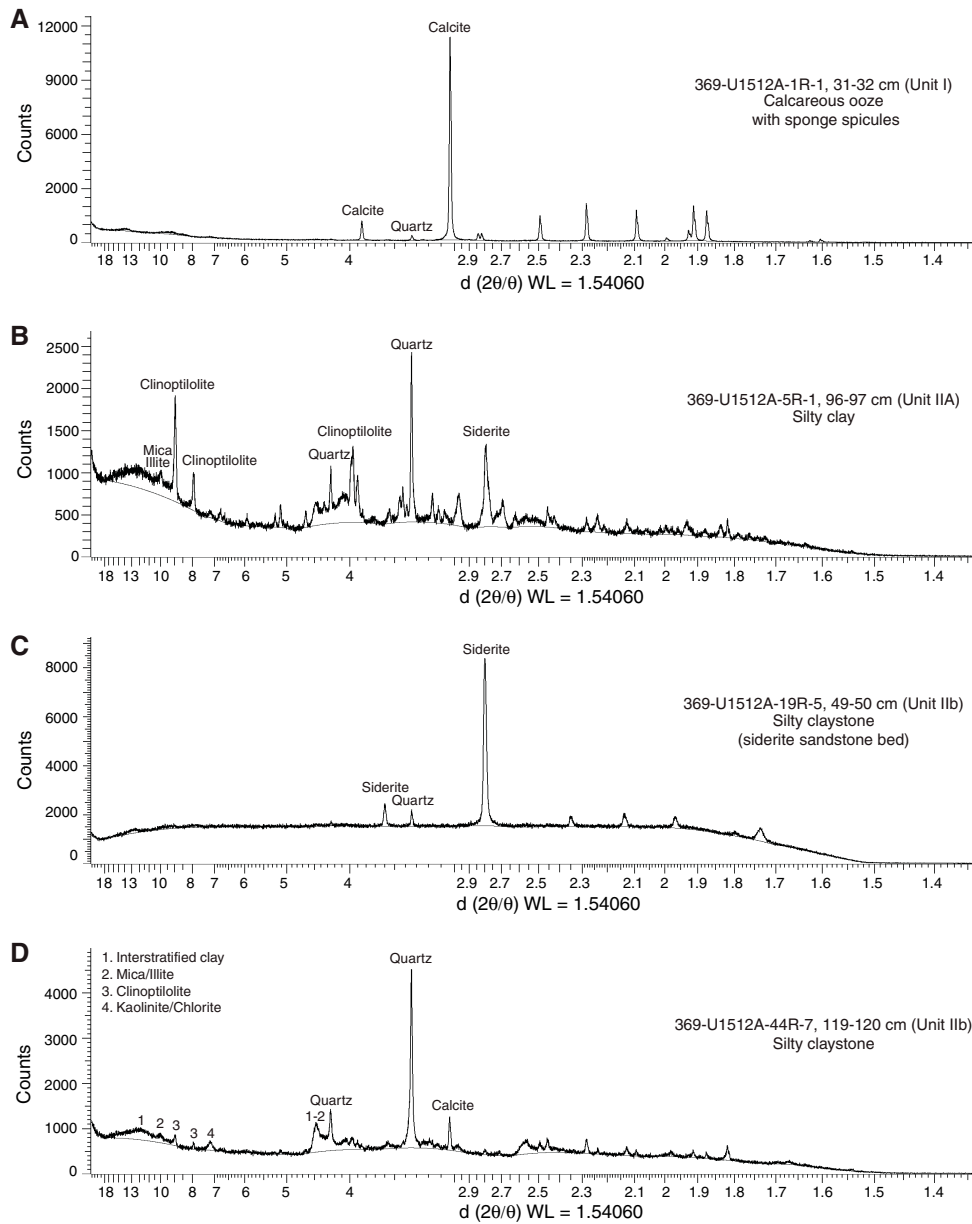 A
12000
9000
6000
2000
0
Counts
Calcite
Calcite
Quartz
369-U1512A-1R-1, 31-32 cm (Unit I)
Calcareous ooze
with sponge spicules
18 13 10 8 7 6 5 4 2.9 2.7 2.5 2.3 2.1 2 1.9 1.8 1.7 1.6 1.5 1.4
d (2θ/θ) WL = 1.54060
B
2500
2000
1500
1000
500
0
Counts
Quartz
Clinoptilolite
Mica
Illite
Clinoptilolite
Clinoptilolite
Quartz
Siderite
369-U1512A-5R-1, 96-97 cm (Unit IIA)
Silty clay
18 13 10 8 7 6 5 4 2.9 2.7 2.5 2.3 2.1 2 1.9 1.8 1.7 1.6 1.5 1.4
d (2θ/θ) WL = 1.54060
C
8000
6000
4000
2000
0
Counts
Siderite
Siderite
Quartz
369-U1512A-19R-5, 49-50 cm (Unit IIb)
Silty claystone
(siderite sandstone bed)
18 13 10 8 7 6 5 4 2.9 2.7 2.5 2.3 2.1 2 1.9 1.8 1.7 1.6 1.5 1.4
d (2θ/θ) WL = 1.54060
D
1. Interstratified clay
2. Mica/Illite
3. Clinoptilolite
4. Kaolinite/Chlorite
4000
3000
2000
1000
0
Counts
Quartz
Quartz
1-2
Calcite
1 2 3 3 4
369-U1512A-44R-7, 119-120 cm (Unit IIb)
Silty claystone
18 13 10 8 7 6 5 4 2.9 2.7 2.5 2.3 2.1 2 1.9 1.8 1.7 1.6 1.5 1.4
d (2θ/θ) WL = 1.54060